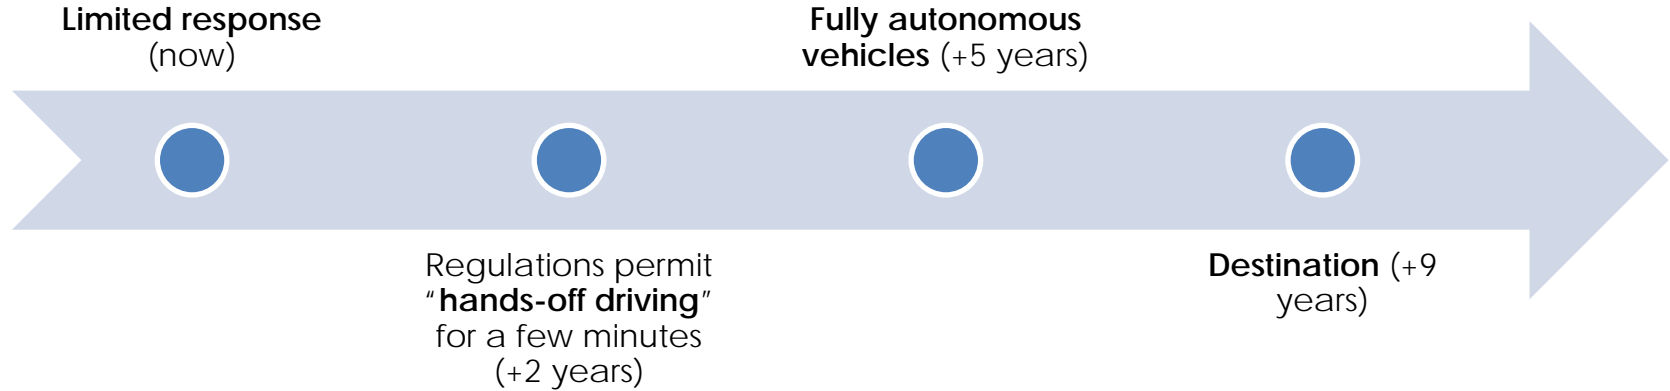 Limited response
(now)
Regulations permit
“hands-off driving”
for a few minutes
(+2 years)
Fully autonomous
vehicles (+5 years)
Destination (+9
years)